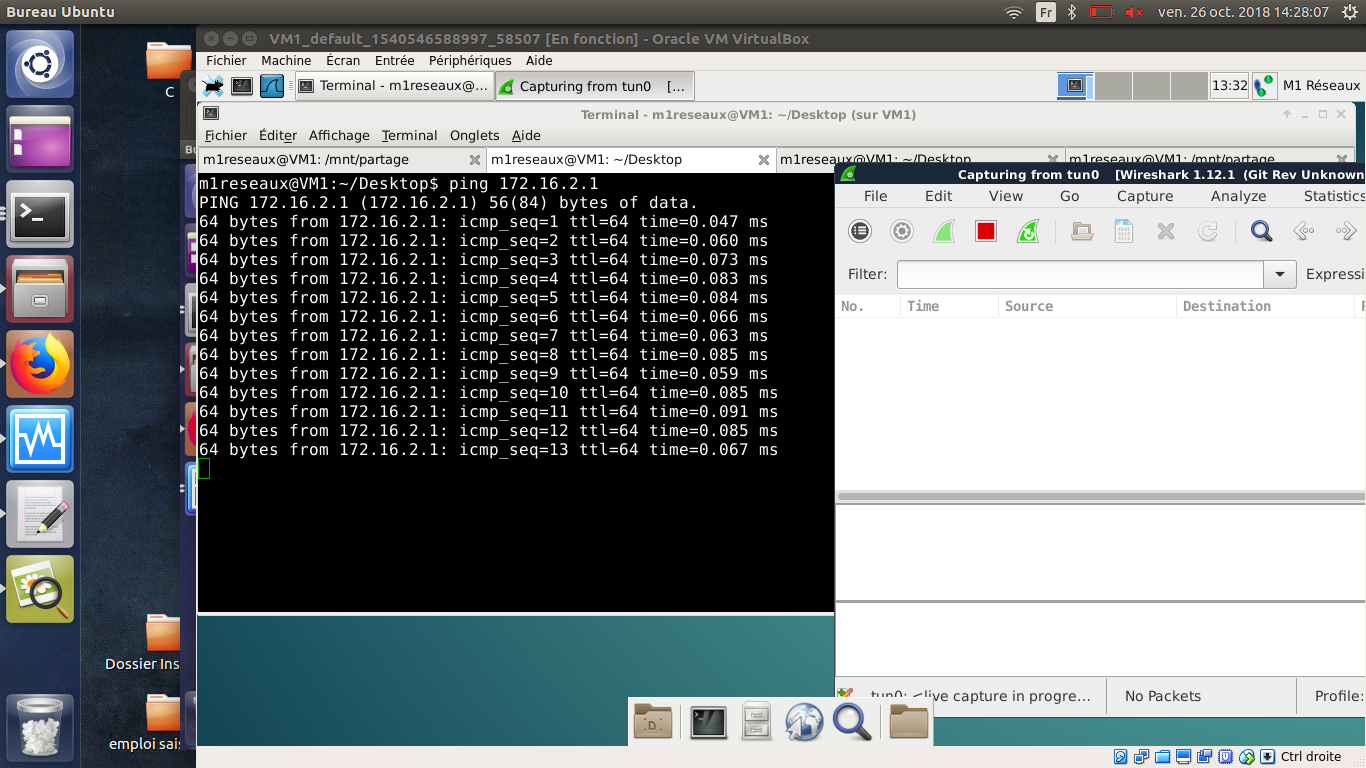 Bureau Ubuntu
Fr
ven. 26 oct. 2018 14:28:07
VM1_default_1540546588997_58507 [En fonction] - Oracle VM VirtualBox
Fichier Machine Écran Entrée Périphériques Aide
Terminal - m1reseaux@...
Capturing from tun0 [...
13:32
M1 Réseaux
C
Terminal - m1reseaux@VM1: ~/Desktop (sur VM1)
Fichier Éditer Affichage Terminal Onglets Aide
Bu
m1reseaux@VM1: /mnt/partage
m1reseaux@VM1: ~/Desktop
m1reseaux@VM1: ~/Desktop
m1reseaux@VM1: /mnt/partage
m1reseaux@VM1:~/Desktop$ ping 172.16.2.1
PING 172.16.2.1 (172.16.2.1) 56(84) bytes of data.
64 bytes from 172.16.2.1: icmp_seq=1 ttl=64 time=0.047 ms
64 bytes from 172.16.2.1: icmp_seq=2 ttl=64 time=0.060 ms
64 bytes from 172.16.2.1: icmp_seq=3 ttl=64 time=0.073 ms
64 bytes from 172.16.2.1: icmp_seq=4 ttl=64 time=0.083 ms
64 bytes from 172.16.2.1: icmp_seq=5 ttl=64 time=0.084 ms
64 bytes from 172.16.2.1: icmp_seq=6 ttl=64 time=0.066 ms
64 bytes from 172.16.2.1: icmp_seq=7 ttl=64 time=0.063 ms
64 bytes from 172.16.2.1: icmp_seq=8 ttl=64 time=0.085 ms
64 bytes from 172.16.2.1: icmp_seq=9 ttl=64 time=0.059 ms
64 bytes from 172.16.2.1: icmp_seq=10 ttl=64 time=0.085 ms
64 bytes from 172.16.2.1: icmp_seq=11 ttl=64 time=0.091 ms
64 bytes from 172.16.2.1: icmp_seq=12 ttl=64 time=0.085 ms
64 bytes from 172.16.2.1: icmp_seq=13 ttl=64 time=0.067 ms
Capturing from tun0 [Wireshark 1.12.1 (Git Rev Unknown
File Edit View Go Capture Analyze Statistics
Filter:
Expressi
No. Time Source Destination
tun0: <live capture in progre...
No Packets
Profile:
Dossier Ins
emploi sais
Ctrl droite